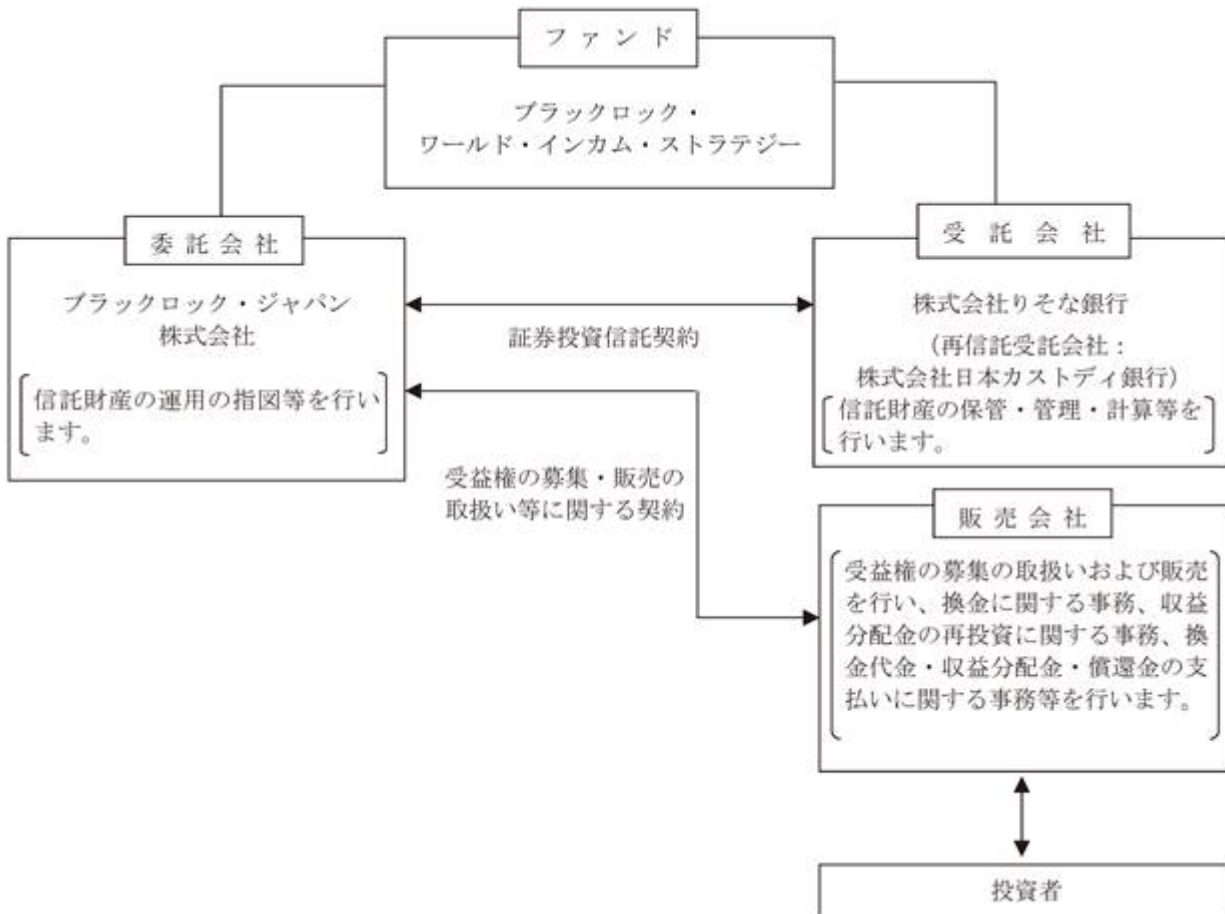 ファンド
ブラックロック・
ワールド・インカム・ストラテジー
委託会社
ブラックロック・ジャパン
株式会社
信託財産の運用の指図等を行い
ます。
証券投資信託契約
受益権の募集・販売の
取扱い等に関する契約
受託会社
株式会社りそな銀行
（再信託受託会社：
株式会社日本カストディ銀行）
信託財産の保管・管理・計算等を
行います。
販売会社
受益権の募集の取扱いおよび販売
を行い、換金に関する事務、収益
分配金の再投資に関する事務、換
金代金・収益分配金・償還金の支
払いに関する事務等を行います。
投資者